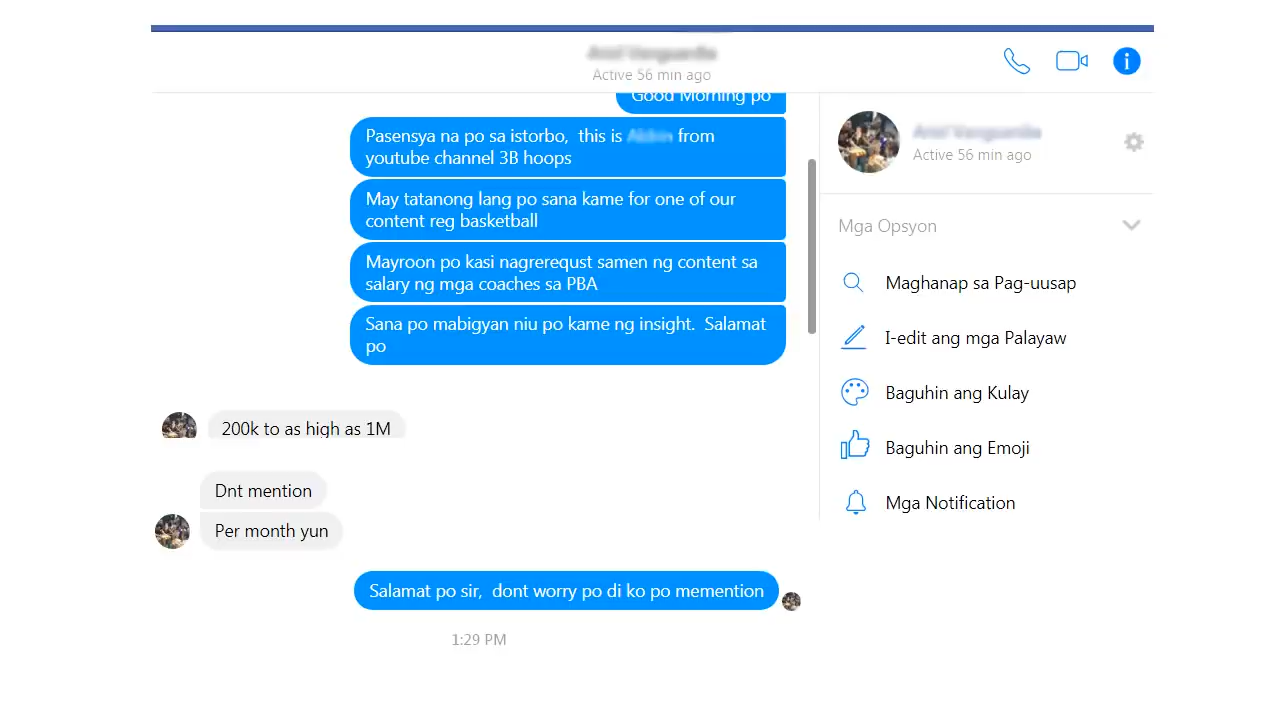 Active 56 min ago
Good Morning po
Pasensya na po sa istorbo, this is from
youtube channel 3B hoops
May tatanong lang po sana kame for one of our
content reg basketball
Mayroon po kasi nagrerequst samen ng content sa
salary ng mga coaches sa PBA
Sana po mabigyan niu po kame ng insight. Salamat
po
200k to as high as 1M
Dnt mention
Per month yun
Salamat po sir, dont worry po di ko po memention
1:29 PM
Active 56 min ago
Mga Opsyon
Maghanap sa Pag-uusap
I-edit ang mga Palayaw
Baguhin ang Kulay
Baguhin ang Emoji
Mga Notification